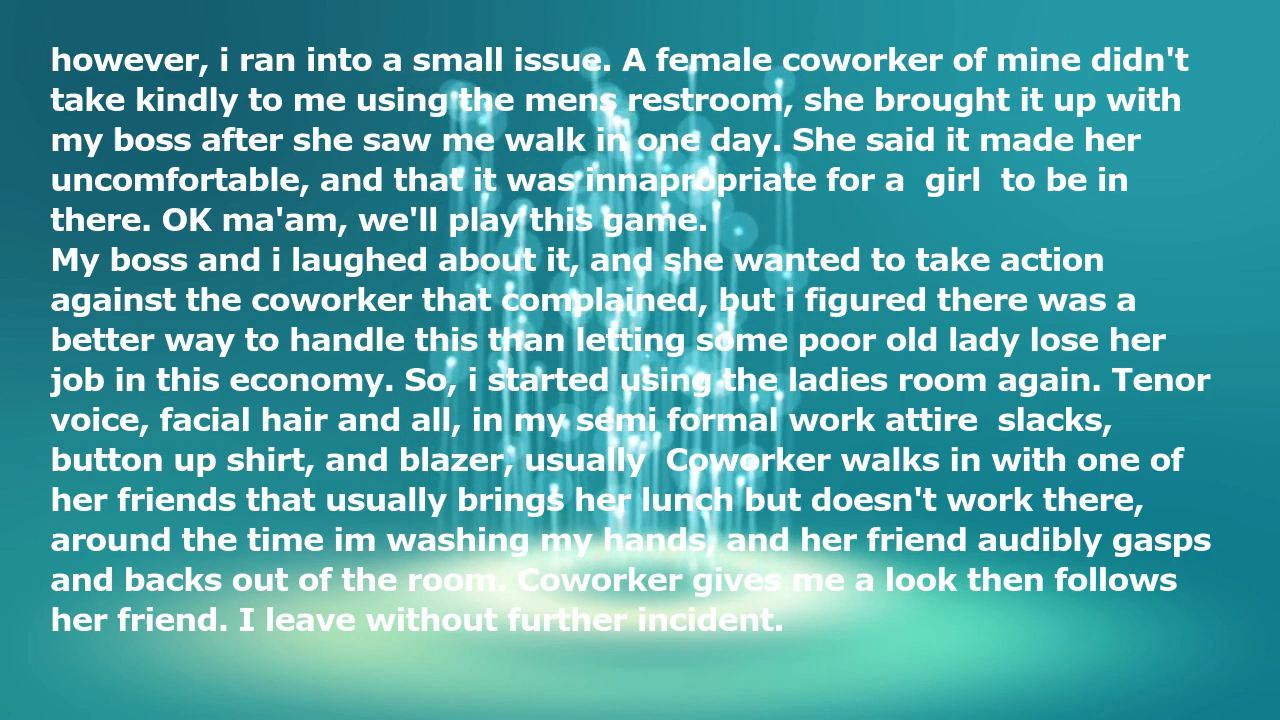 however, i ran into a small issue. A female coworker of mine didn't
take kindly to me using the mens restroom, she brought it up with
my boss after she saw me walk in one day. She said it made her
uncomfortable, and that it was innapropriate for a  girl  to be in
there. OK ma'am, we'll play this game.
My boss and i laughed about it, and she wanted to take action
against the coworker that complained, but i figured there was a
better way to handle this than letting some poor old lady lose her
job in this economy. So, i started using the ladies room again. Tenor
voice, facial hair and all, in my semi formal work attire  slacks,
button up shirt, and blazer, usually  Coworker walks in with one of
her friends that usually brings her lunch but doesn't work there,
around the time im washing my hands, and her friend audibly gasps
and backs out of the room. Coworker gives me a look then follows
her friend. I leave without further incident.